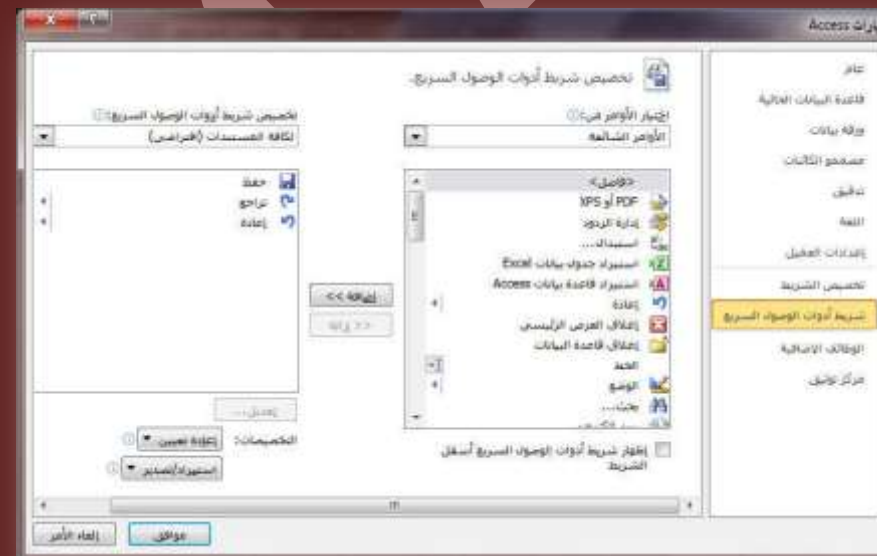 خيارات Access
عام
قاعدة البيانات الحالية
ورقة بيانات
مصممو الكائنات
تدقيق
اللغة
إعدادات العميل
تخصيص الشريط
شريط أدوات الوصول السريع
الوظائف الإضافية
مركز توثيق
تخصيص شريط أدوات الوصول السريع.
اختيار الأوامر من:
الأوامر الشائعة
<فاصل>
PDF أو XPS
إدارة الردود
استبدال...
استيراد جدول بيانات Excel
استيراد قاعدة بيانات Access
إعادة
إغلاق العرض الرئيسي
إغلاق قاعدة البيانات
الخط
الوضع
بحث...
إظهار شريط أدوات الوصول السريع أسفل
الشريط
إضافة >>
<< إزالة
تخصيص شريط أدوات الوصول السريع:
لكافة المستندات (افتراضي)
حفظ
تراجع
إعادة
تعديل...
التخصيصات:
إعادة تعيين
استيراد/تصدير
موافق
إلغاء الأمر